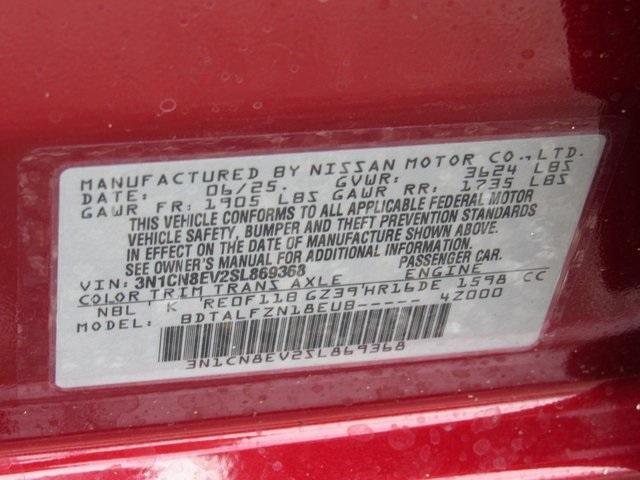 MANUFACTURED BY NISSAN MOTOR CO., LTD.
DATE: 06/25. GVWR: 3624 LBS
GAWR FR: 1905 LBS GAWR RR: 1735 LBS
THIS VEHICLE CONFORMS TO ALL APPLICABLE FEDERAL MOTOR
VEHICLE SAFETY, BUMPER AND THEFT PREVENTION STANDARDS
IN EFFECT ON THE DATE OF MANUFACTURE SHOWN ABOVE.
SEE OWNERS MANUAL FOR ADDITIONAL INFORMATION.
VIN: 3N1CN8EV2SL869368 PASSENGER CAR.
COLOR TRIM TRANS AXLE ENGINE
NBL K RE0F11B GZ39 HR16DE 1598 CC
MODEL: BDTALFZN18EUB----- 4Z000
3N1CN8EV2SL869368